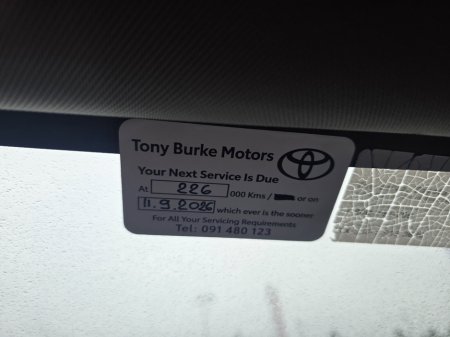 Tony Burke Motors
Your Next Service Is Due
At 226 000 Kms / or on
11.9.2026 which ever is the sooner
For All Your Servicing Requirements
Tel: 091 480 123